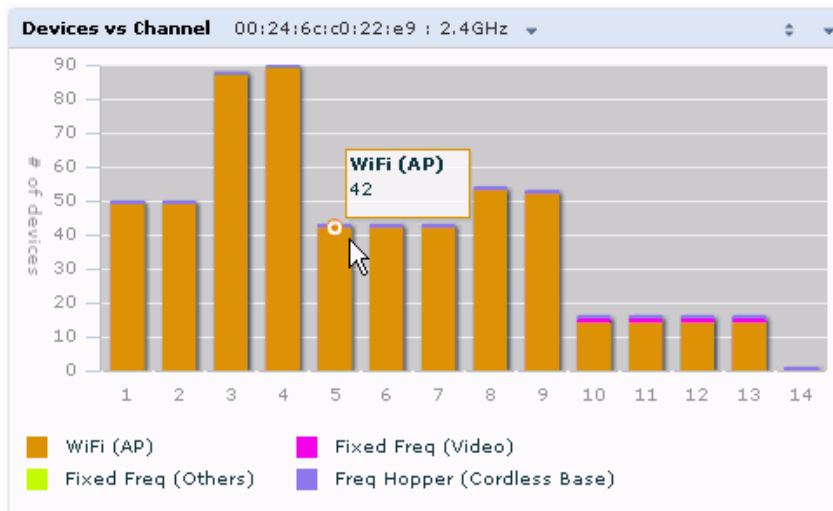 Devices vs Channel 00:24:6c:c0:22:e9 : 2.4GHz
90
80
70
60
50
40
30
20
10
0
# of devices
WiFi (AP)
42
1 2 3 4 5 6 7 8 9 10 11 12 13 14
WiFi (AP) Fixed Freq (Video)
Fixed Freq (Others) Freq Hopper (Cordless Base)